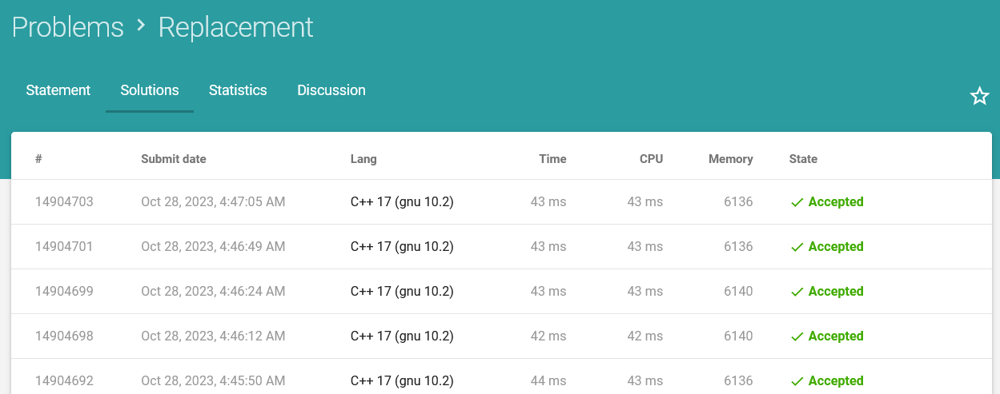 Problems > Replacement
Statement Solutions Statistics Discussion
# Submit date Lang Time CPU Memory State
14904703 Oct 28, 2023, 4:47:05 AM C++ 17 (gnu 10.2) 43 ms 43 ms 6136 Accepted
14904701 Oct 28, 2023, 4:46:49 AM C++ 17 (gnu 10.2) 43 ms 43 ms 6136 Accepted
14904699 Oct 28, 2023, 4:46:24 AM C++ 17 (gnu 10.2) 43 ms 43 ms 6140 Accepted
14904698 Oct 28, 2023, 4:46:12 AM C++ 17 (gnu 10.2) 42 ms 42 ms 6140 Accepted
14904692 Oct 28, 2023, 4:45:50 AM C++ 17 (gnu 10.2) 44 ms 43 ms 6136 Accepted